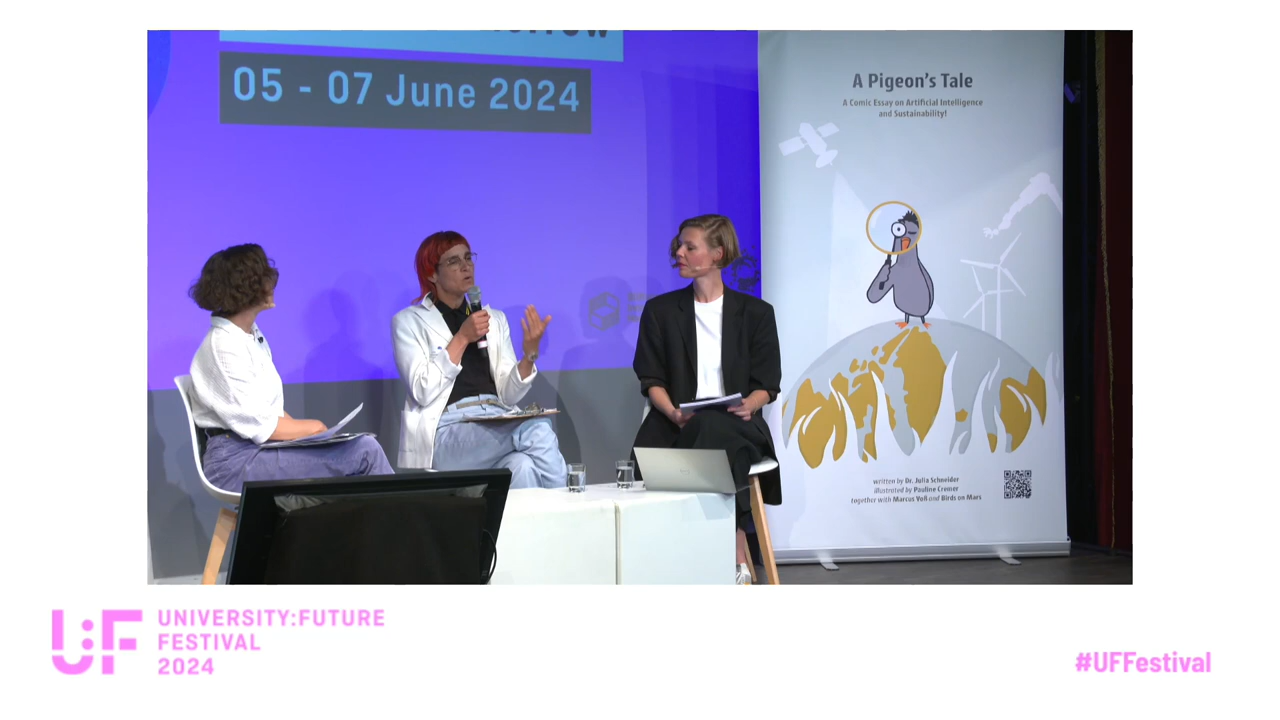 05 - 07 June 2024
A Pigeon's Tale
A Comic Essay on Artificial Intelligence
and Sustainability!
written by Dr. Julia Schneider
illustrated by Pauline Cremer
together with Marcus Voß and Birds on Mars
U:F
UNIVERSITY:FUTURE
FESTIVAL
2024
#UFFestival